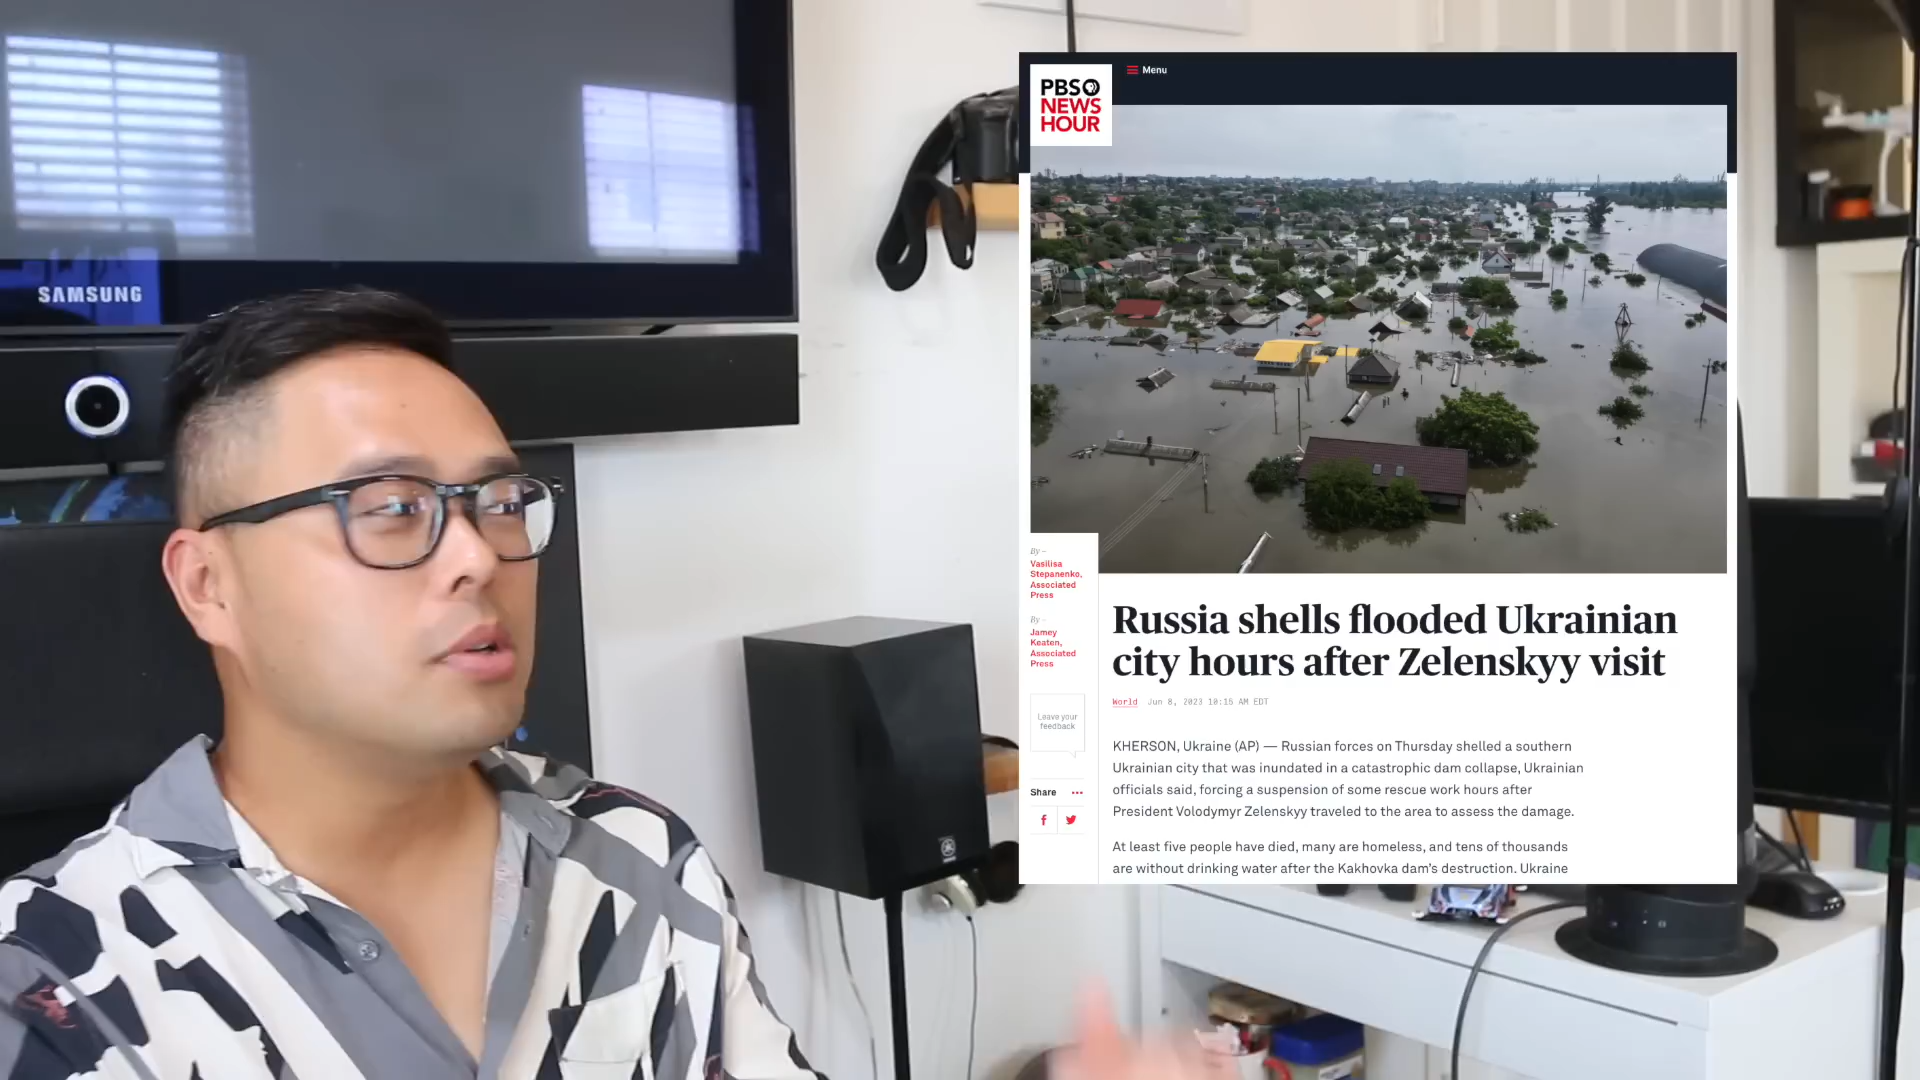 SAMSUNG
Menu
PBS
NEWS
HOUR
By –
Vasilisa
Stepanenko,
Associated
Press
By –
Jamey
Keaten,
Associated
Press
Leave your
feedback
Share
Russia shells flooded Ukrainian
city hours after Zelenskyy visit
World Jun 8, 2023 10:15 AM EDT
KHERSON, Ukraine (AP) — Russian forces on Thursday shelled a southern
Ukrainian city that was inundated in a catastrophic dam collapse, Ukrainian
officials said, forcing a suspension of some rescue work hours after
President Volodymyr Zelenskyy traveled to the area to assess the damage.
At least five people have died, many are homeless, and tens of thousands
are without drinking water after the Kakhovka dam’s destruction. Ukraine